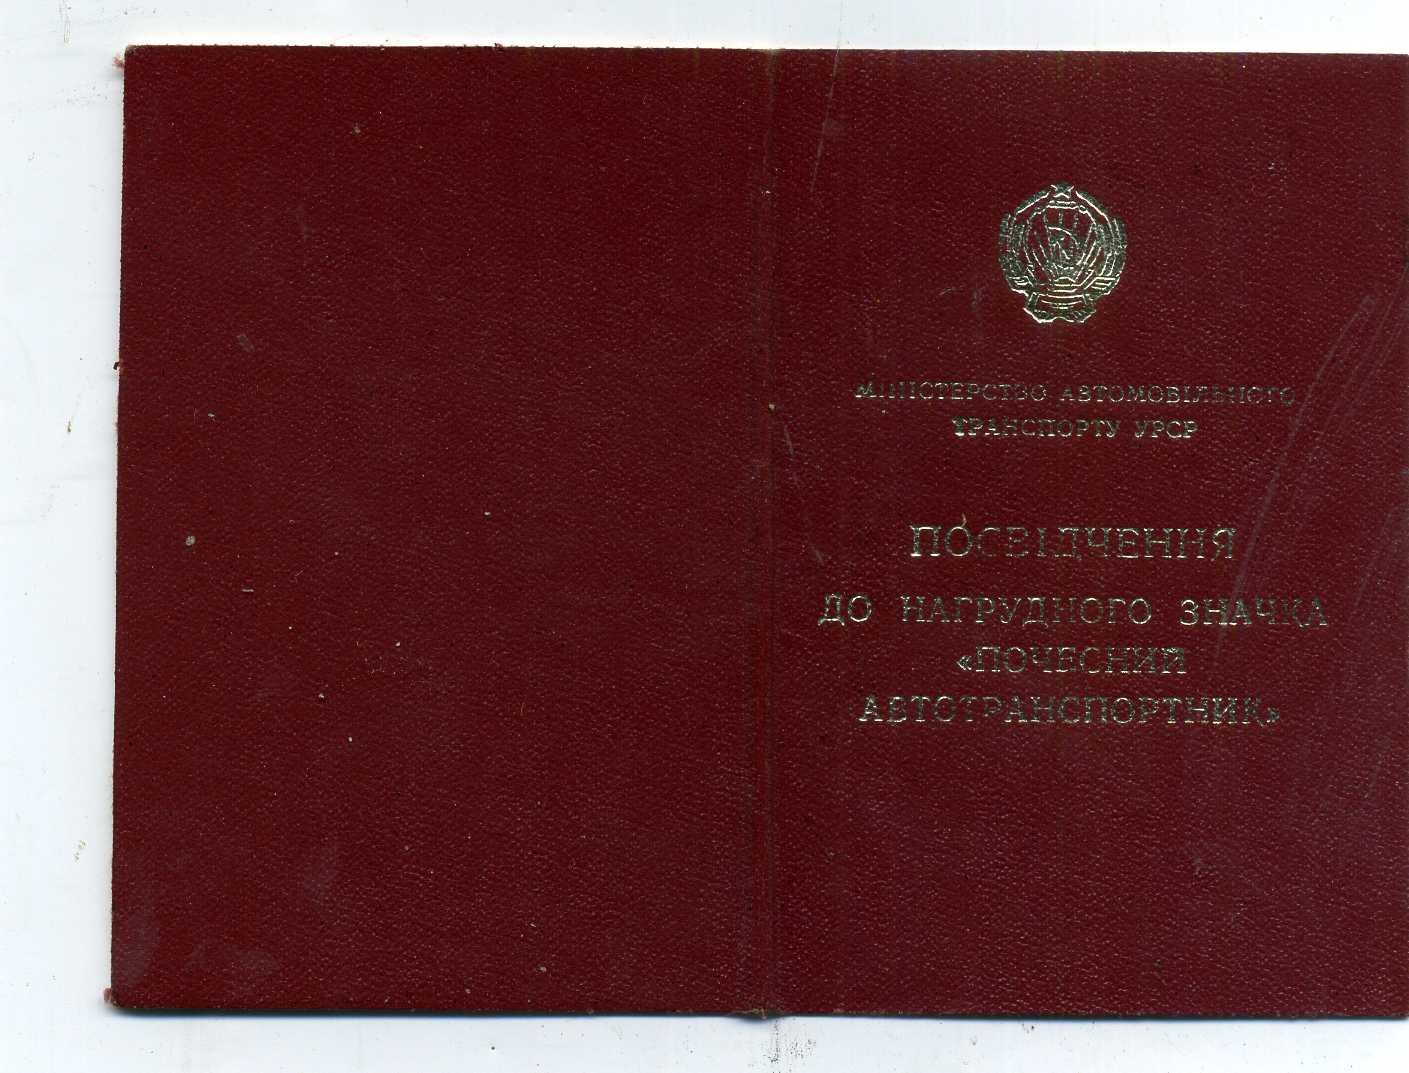 МІНІСТЕРСТВО АВТОМОБІЛЬНОГО
ТРАНСПОРТУ УРСР
ПОСВІДЧЕННЯ
ДО НАГРУДНОГО ЗНАЧКА
«ПОЧЕСНИЙ
АВТОТРАНСПОРТНИК»